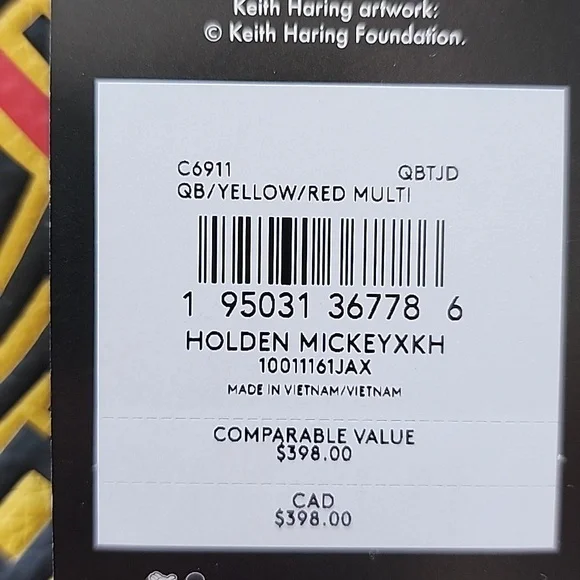 Keith Haring artwork:
© Keith Haring Foundation.
C6911 QBTJD
QB/YELLOW/RED MULTI
1 95031 36778 6
HOLDEN MICKEYXKH
10011161JAX
MADE IN VIETNAM/VIETNAM
COMPARABLE VALUE
$398.00
CAD
$398.00